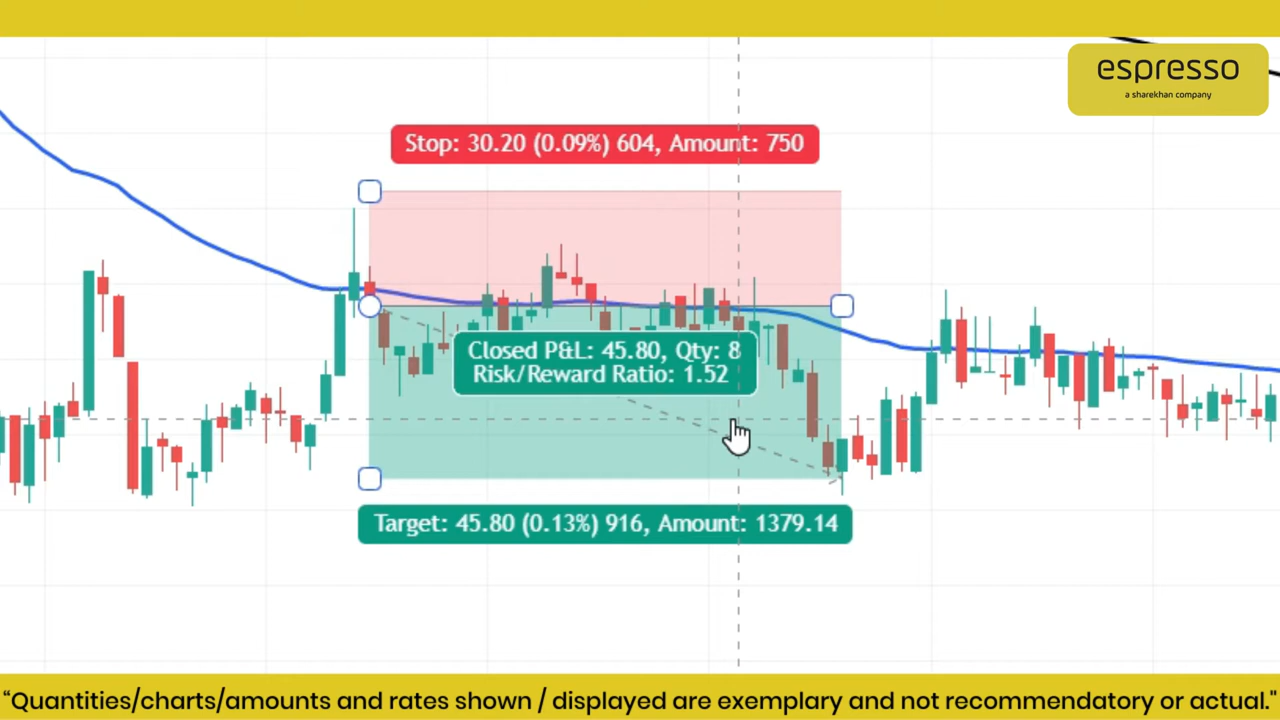 espresso
a sharekhan company
Stop: 30.20 (0.09%) 604, Amount: 750
Closed P&L: 45.80, Qty: 8
Risk/Reward Ratio: 1.52
Target: 45.80 (0.13%) 916, Amount: 1379.14
“Quantities/charts/amounts and rates shown / displayed are exemplary and not recommendatory or actual."